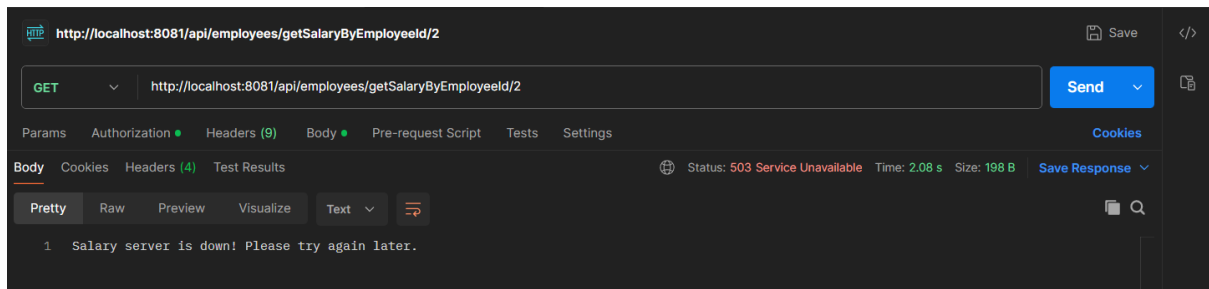 HTTP http://localhost:8081/api/employees/getSalaryByEmployeeId/2 Save </>
GET http://localhost:8081/api/employees/getSalaryByEmployeeId/2 Send
Params Authorization Headers (9) Body Pre-request Script Tests Settings Cookies
Body Cookies Headers (4) Test Results Status: 503 Service Unavailable Time: 2.08 s Size: 198 B Save Response
Pretty Raw Preview Visualize Text
1 Salary server is down! Please try again later.